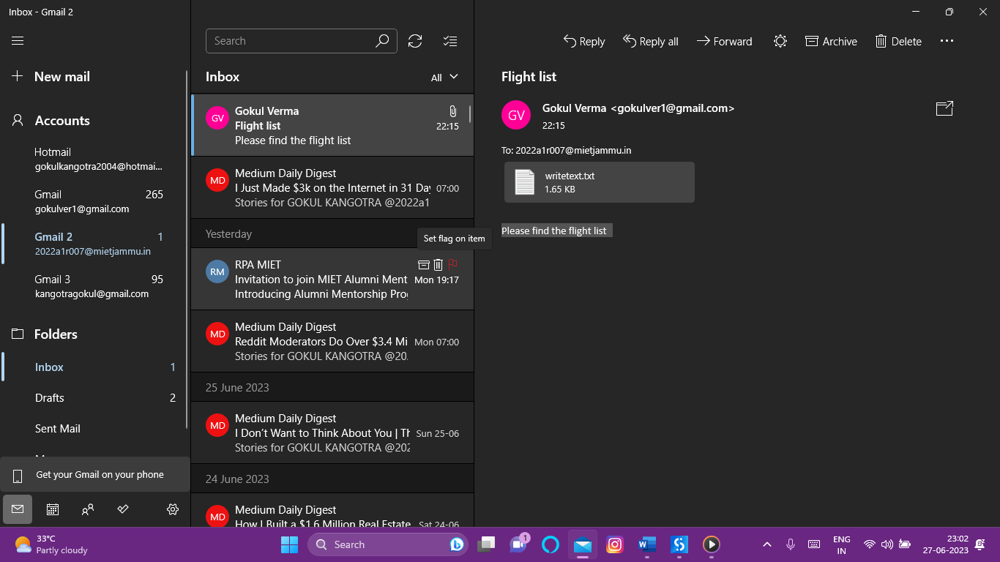 Inbox - Gmail 2
New mail
Accounts
Hotmail
gokulkangotra2004@hotmai...
Gmail 265
gokulver1@gmail.com
Gmail 2 1
2022a1r007@mietjammu.in
Gmail 3 95
kangotragokul@gmail.com
Folders
Inbox 1
Drafts 2
Sent Mail
Get your Gmail on your phone
Search
Inbox All
GV
Gokul Verma
Flight list 22:15
Please find the flight list
MD
Medium Daily Digest
I Just Made $3k on the Internet in 31 Day 07:00
Stories for GOKUL KANGOTRA @2022a1
Yesterday
Set flag on item
RM
RPA MIET
Invitation to join MIET Alumni Ment Mon 19:17
Introducing Alumni Mentorship Pro
MD
Medium Daily Digest
Reddit Moderators Do Over $3.4 Mi Mon 07:00
Stories for GOKUL KANGOTRA @20.
25 June 2023
MD
Medium Daily Digest
I Don't Want to Think About You | Th Sun 25-06
Stories for GOKUL KANGOTRA @202
24 June 2023
MD
Medium Daily Digest
How I Built a $1.6 Million Real Estate Sat 24-06
Reply Reply all Forward Archive Delete
Flight list
GV
Gokul Verma <gokulver1@gmail.com>
22:15
To: 2022a1r007@mietjammu.in
writetext.txt
1.65 KB
Please find the flight list
33°C
Partly cloudy
Search
1
ENG
IN
23:02
27-06-2023